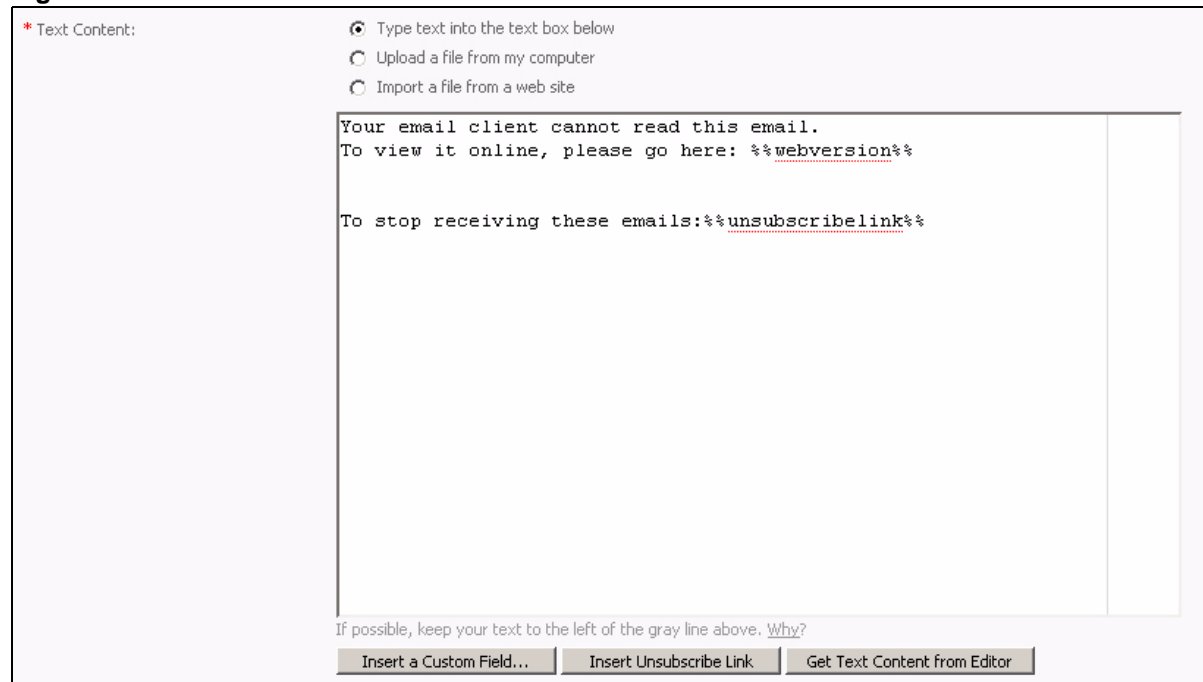 * Text Content:
Type text into the text box below
Upload a file from my computer
Import a file from a web site
Your email client cannot read this email.
To view it online, please go here: %%webversion%%
To stop receiving these emails:%%unsubscribelink%%
If possible, keep your text to the left of the gray line above. Why?
Insert a Custom Field... Insert Unsubscribe Link Get Text Content from Editor